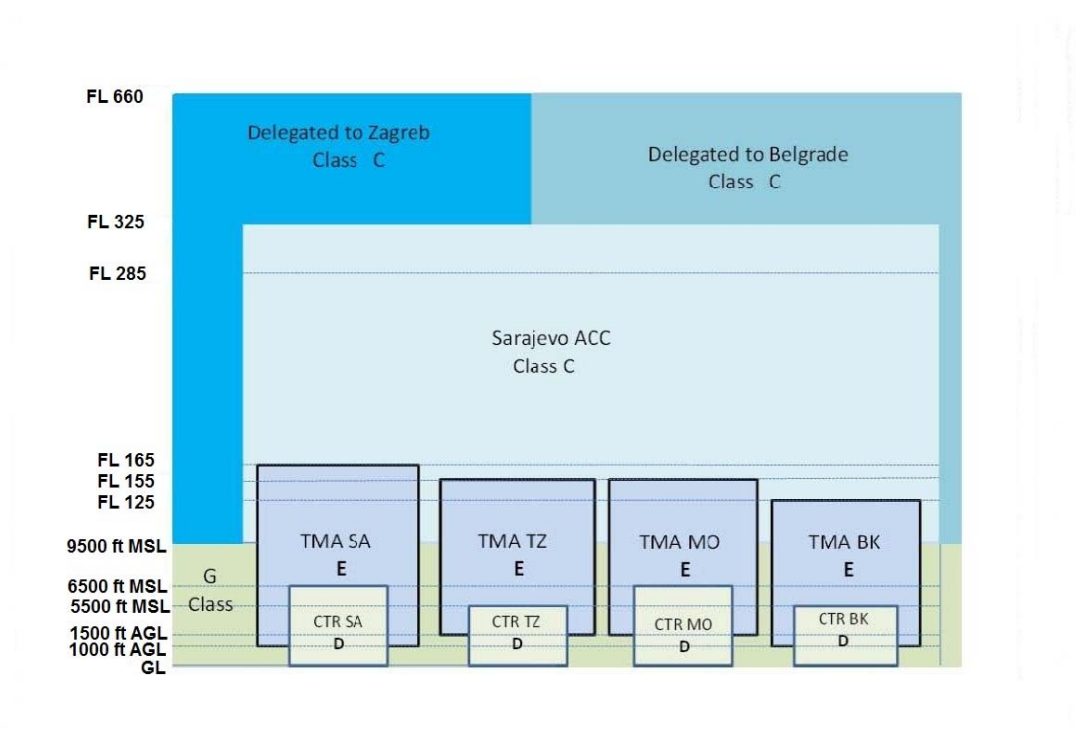 FL 660
Delegated to Zagreb
Class C
Delegated to Belgrade
Class C
FL 325
FL 285
Sarajevo ACC
Class C
FL 165
FL 155
FL 125
9500 ft MSL
TMA SA
E
TMA TZ
E
TMA MO
E
TMA BK
E
G
Class
6500 ft MSL
5500 ft MSL
1500 ft AGL
1000 ft AGL
GL
CTR SA
D
CTR TZ
D
CTR MO
D
CTR BK
D